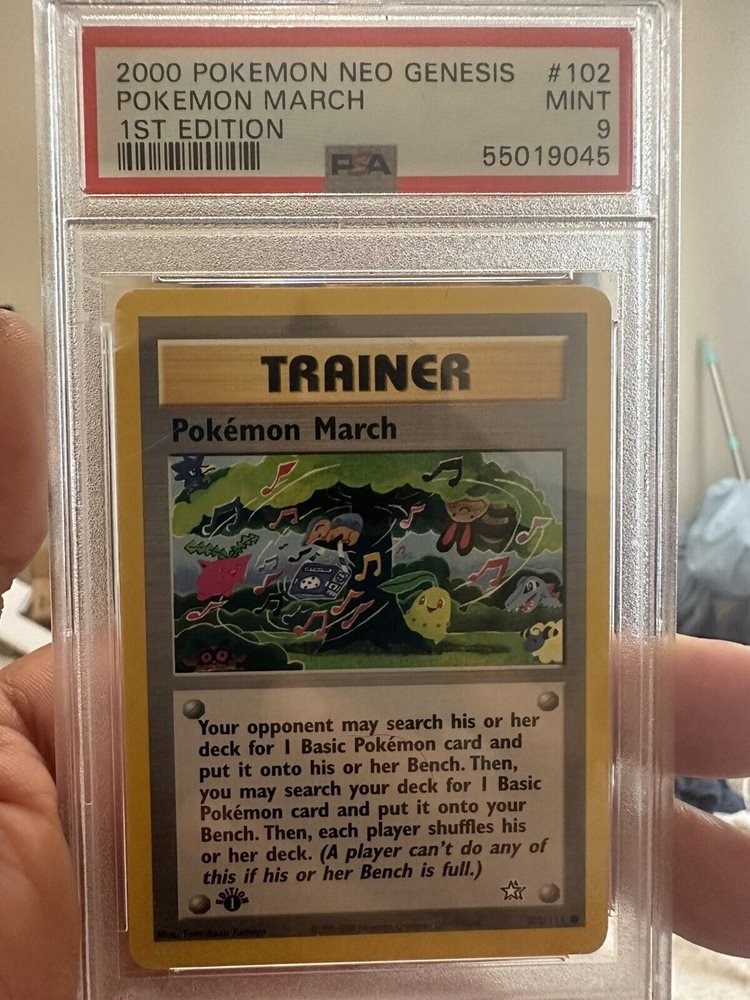 2000 POKEMON NEO GENESIS #102
POKEMON MARCH MINT
1ST EDITION 9
PSA 55019045
TRAINER
Pokémon March
Your opponent may search his or her
deck for 1 Basic Pokémon card and
put it onto his or her Bench. Then,
you may search your deck for 1 Basic
Pokémon card and put it onto your
Bench. Then, each player shuffles his
or her deck. (A player can't do any of
this if his or her Bench is full.)
EDITION
1